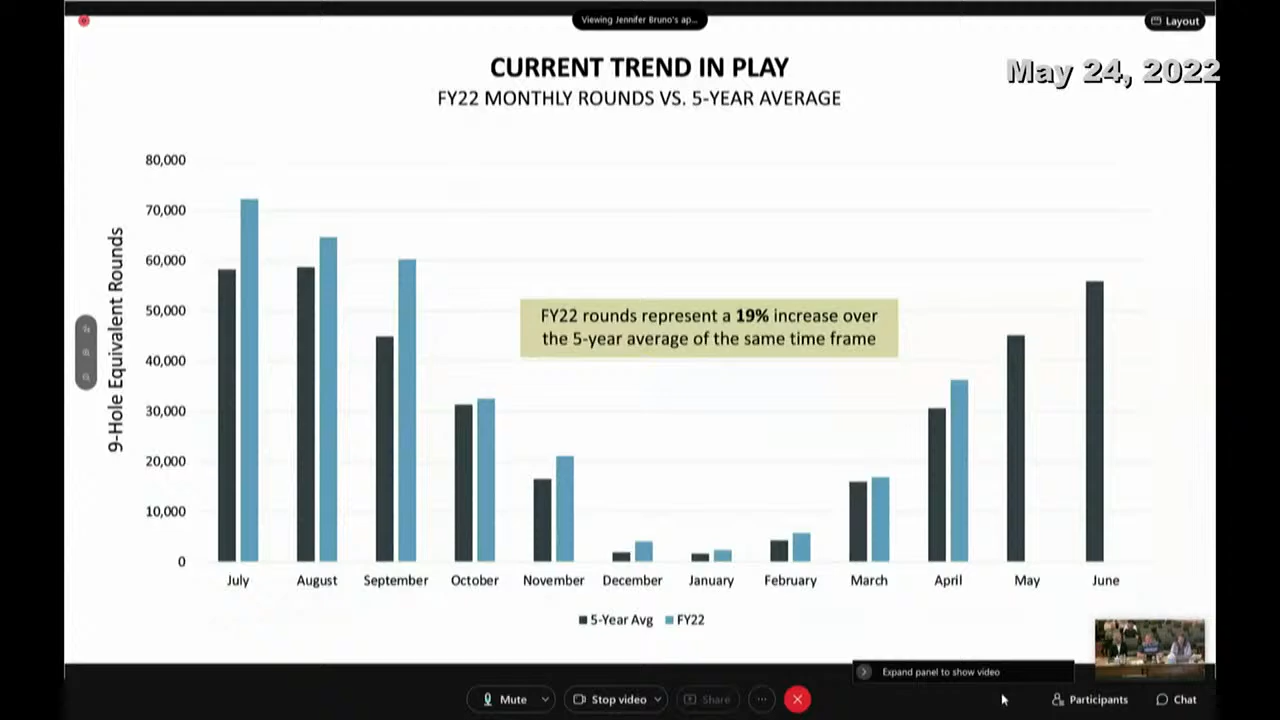 Viewing Jennifer Bruno's ap...
Layout
May 24, 2022
CURRENT TREND IN PLAY
FY22 MONTHLY ROUNDS VS. 5-YEAR AVERAGE
9-Hole Equivalent Rounds
80,000
70,000
60,000
50,000
40,000
30,000
20,000
10,000
0
FY22 rounds represent a 19% increase over
the 5-year average of the same time frame
July August September October November December January February March April May June
5-Year Avg FY22
Expand panel to show video
Mute Stop video Share Participants Chat